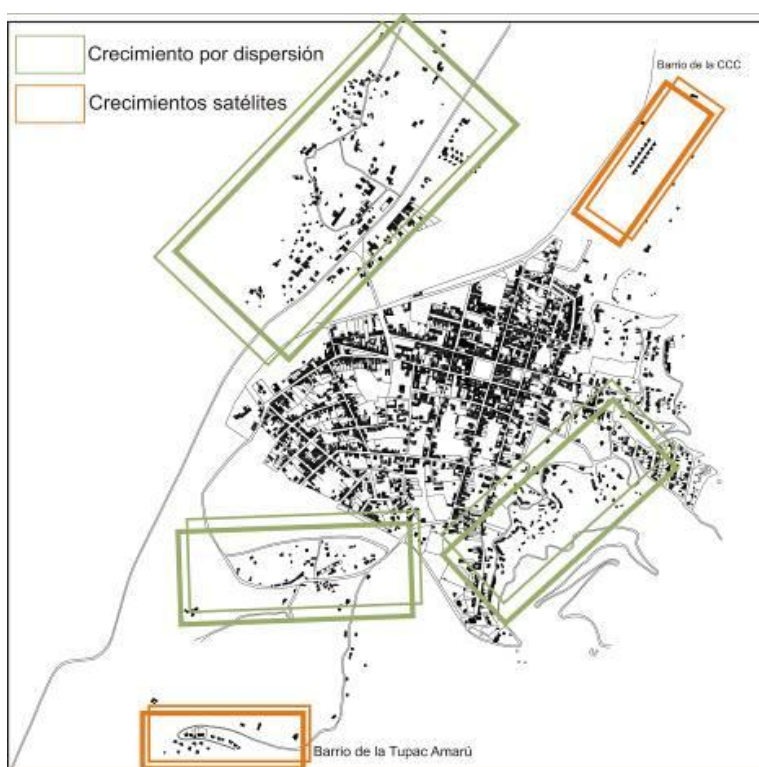 Crecimiento por dispersión
Crecimientos satélites
Barrio de la CCC
Barrio de la Tupac Amarú